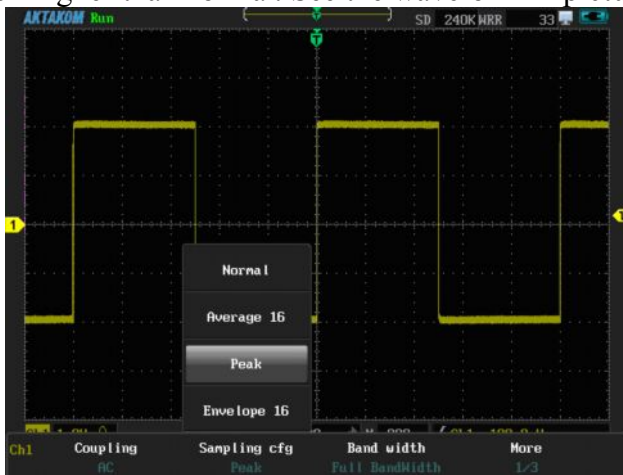 AKTAKOM Run
SD 240K WRR 33
T
1
Normal
Average 16
Peak
Envelope 16
Ch1 Coupling Sampling cfg Band width More
AC Peak Full BandWidth 1/3